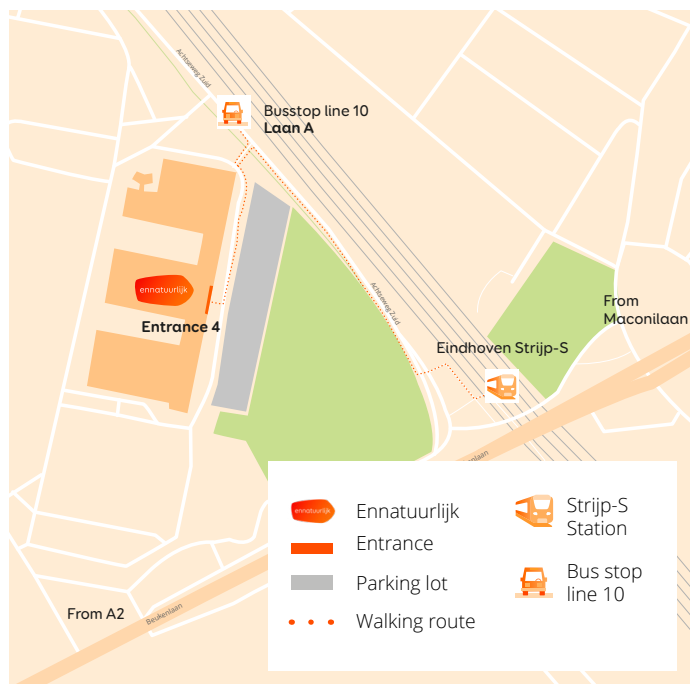 Achtseweg Zuid
Busstop line 10
Laan A
ennatuurlijk
Entrance 4
Achtseweg Zuid
From
Maconilaan
Eindhoven Strijp-S
enlaan
Ennatuurlijk
ennatuurlijk
Entrance
Parking lot
Walking route
Strijp-S
Station
Bus stop
line 10
From A2
Beukenlaan